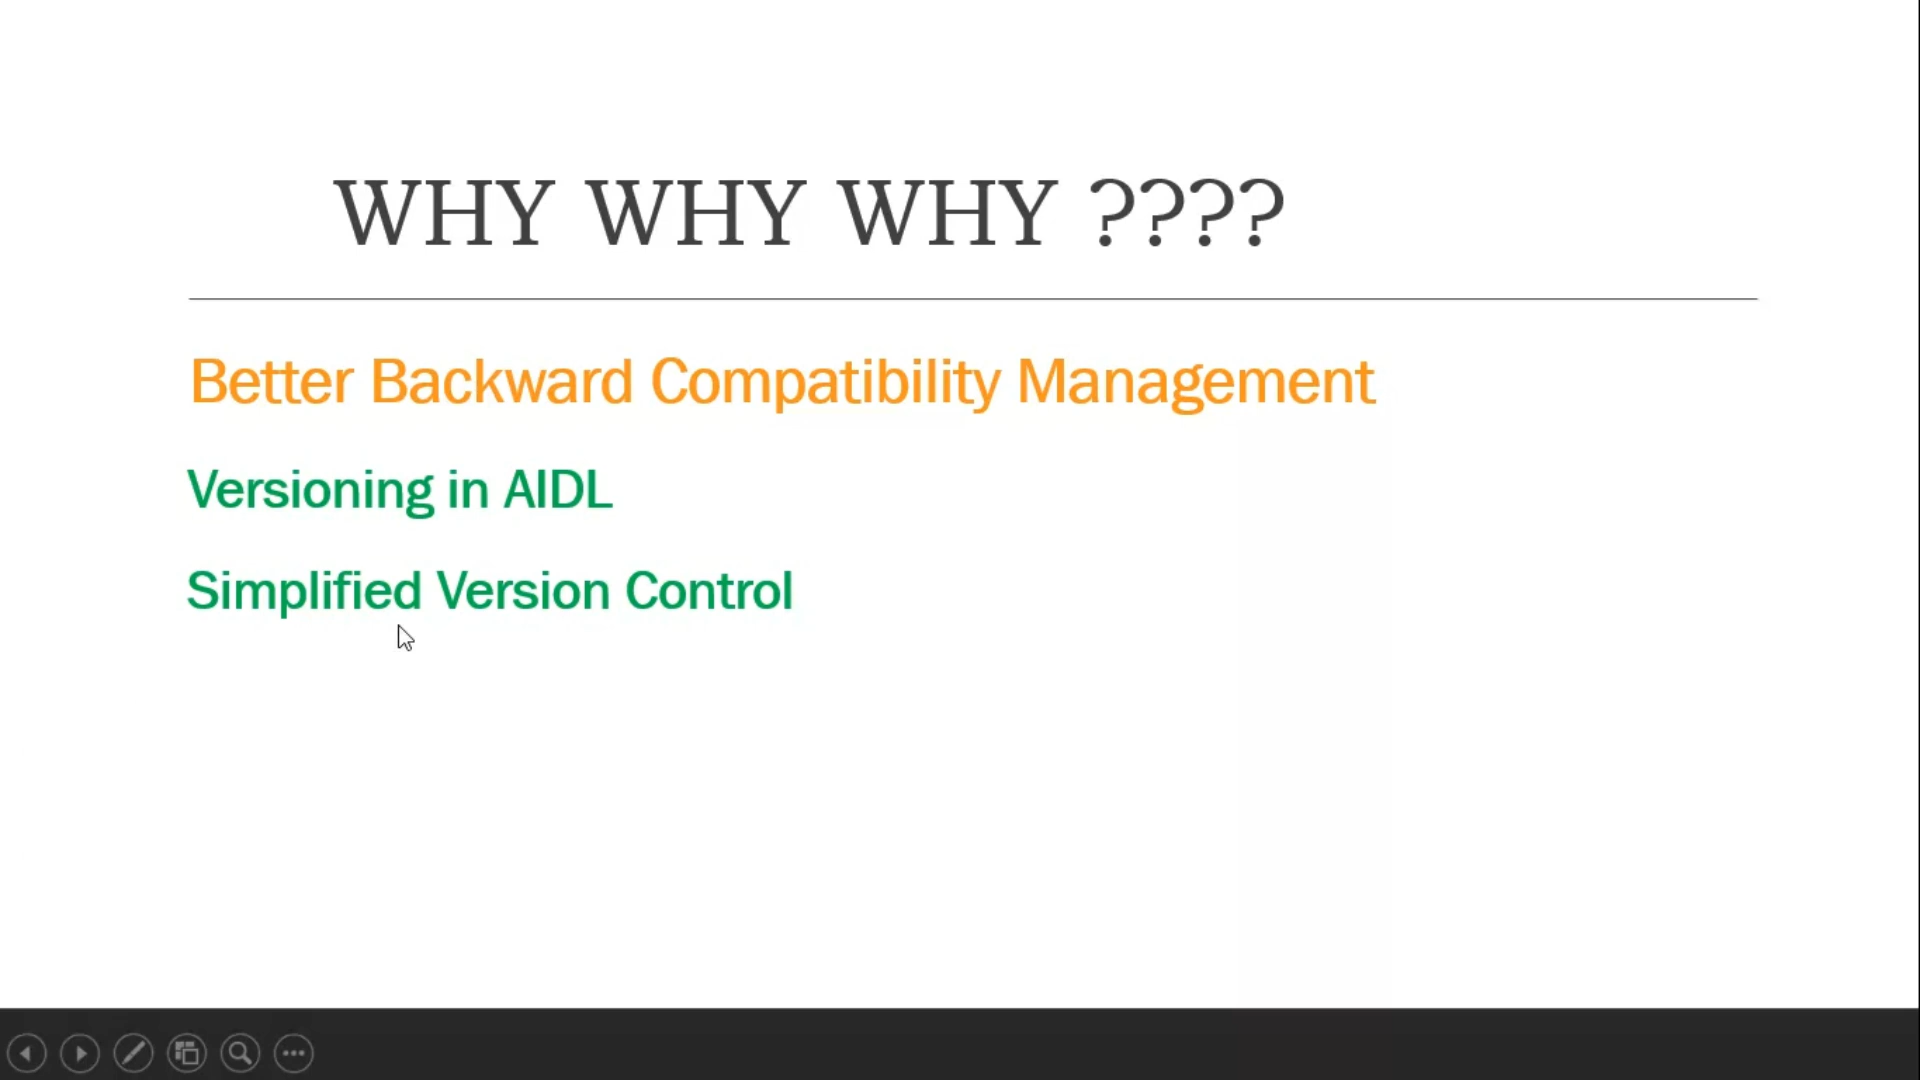 WHY WHY WHY ????
Better Backward Compatibility Management
Versioning in AIDL
Simplified Version Control